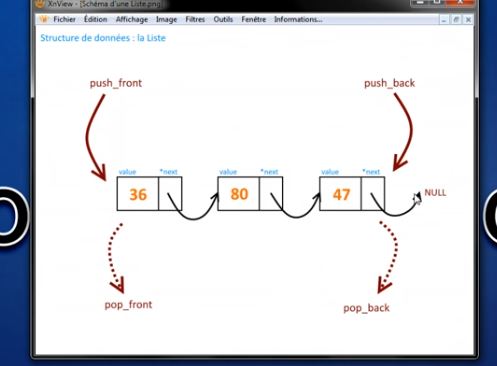 XnView - [Schéma d'une Liste.png]
Fichier Édition Affichage Image Filtres Outils Fenêtre Informations...
Structure de données : la Liste
push_front push_back
value *next value *next value *next
36 80 47 NULL
pop_front pop_back